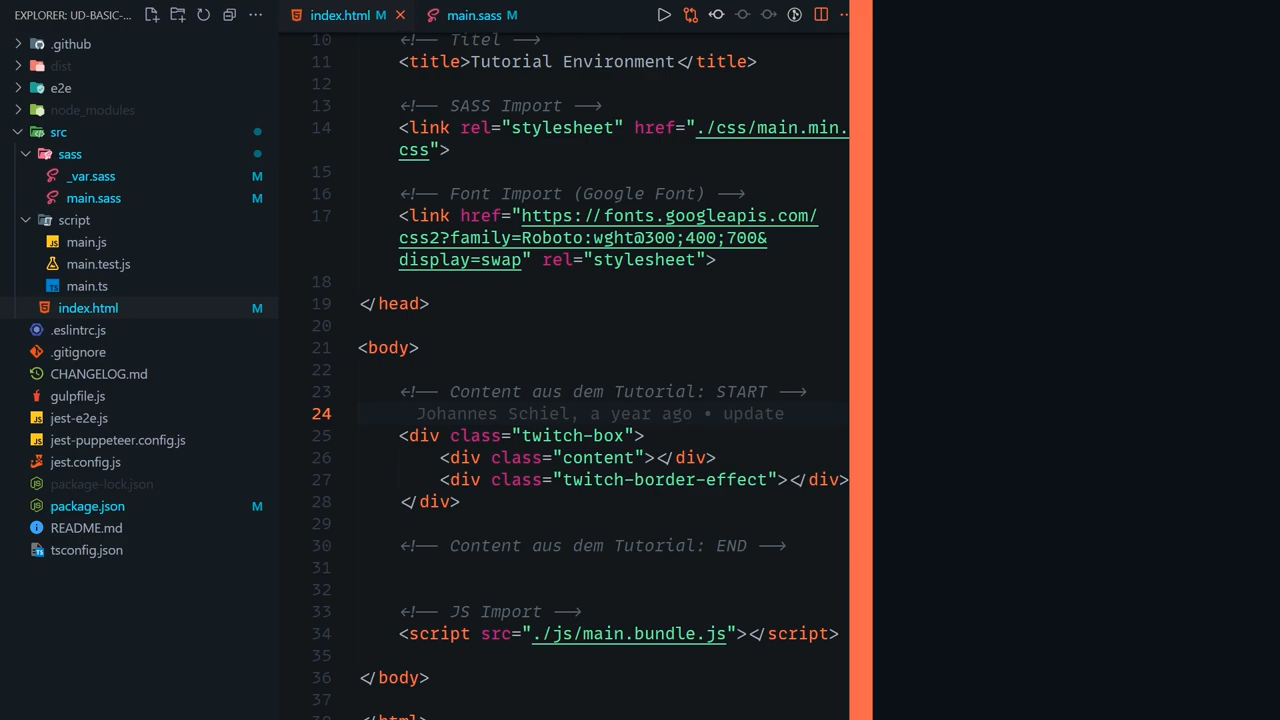 EXPLORER: UD-BASIC-...
.github
dist
e2e
node_modules
src
sass
_var.sass M
main.sass M
script
main.js
main.test.js
main.ts
index.html M
.eslintrc.js
.gitignore
CHANGELOG.md
gulpfile.js
jest-e2e.js
jest-puppeteer.config.js
jest.config.js
package-lock.json
package.json M
README.md
tsconfig.json
index.html M
main.sass M
10 <!-- Titel -->
11 <title>Tutorial Environment</title>
12
13 <!-- SASS Import -->
14 <link rel="stylesheet" href="./css/main.min.
css">
15
16 <!-- Font Import (Google Font) -->
17 <link href="https://fonts.googleapis.com/
css2?family=Roboto:wght@300;400;700&
display=swap" rel="stylesheet">
18
19 </head>
20
21 <body>
22
23 <!-- Content aus dem Tutorial: START -->
24 Johannes Schiel, a year ago • update
25 <div class="twitch-box">
26 <div class="content"></div>
27 <div class="twitch-border-effect"></div>
28 </div>
29
30 <!-- Content aus dem Tutorial: END -->
31
32
33 <!-- JS Import -->
34 <script src="./js/main.bundle.js"></script>
35
36 </body>
37
38 </html>